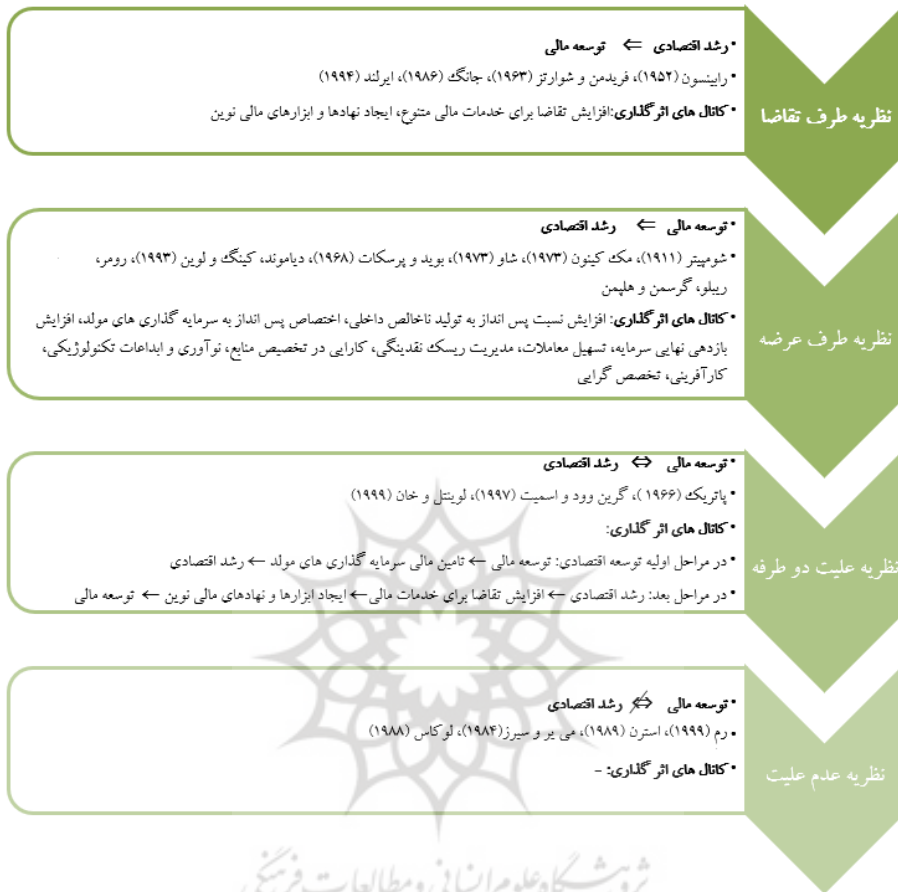 نظریه طرف تقاضا
• رشد اقتصادی ⇐ توسعه مالی
• رابینسون (۱۹۵۲)، فریدمن و شوارتز (۱۹۶۳)، جانگ (۱۹۸۶)، ایرلند (۱۹۹۴)
• کانال های اثرگذاری:افزایش تقاضا برای خدمات مالی متنوع، ایجاد نهادها و ابزارهای مالی نوین
نظریه طرف عرضه
• توسعه مالی ⇐ رشد اقتصادی
• شومپیتر (۱۹۱۱)، مک کینون (۱۹۷۳)، شاو (۱۹۷۳)، بوید و پرسکات (۱۹۶۸)، دیاموند، کینگ و لوین (۱۹۹۳)، رومر،
ریبلو، گرسمن و هلپمن
• کانال های اثرگذاری: افزایش نسبت پس انداز به تولید ناخالص داخلی، اختصاص پس انداز به سرمایه گذاری های مولد، افزایش
بازدهی نهایی سرمایه، تسهیل معاملات، مدیریت ریسک نقدینگی، کارایی در تخصیص منابع، نوآوری و ابداعات تکنولوژیکی،
کارآفرینی، تخصص گرایی
نظریه علیت دو طرفه
• توسعه مالی ⇔ رشد اقتصادی
• پاتریک (۱۹۶۶ )، گرین وود و اسمیت (۱۹۹۷)، لوینتل و خان (۱۹۹۹)
• کانال های اثر گذاری:
• در مراحل اولیه توسعه اقتصادی: توسعه مالی ← تامین مالی سرمایه گذاری های مولد ← رشد اقتصادی
• در مراحل بعد: رشد اقتصادی ← افزایش تقاضا برای خدمات مالی ← ایجاد ابزارها و نهادهای مالی نوین ← توسعه مالی
نظریه عدم علیت
• توسعه مالی ⇎ رشد اقتصادی
• رم (۱۹۹۹)، استرن (۱۹۸۹)، می یر و سیرز(۱۹۸۴)، لوکاس (۱۹۸۸)
• کانال های اثر گذاری: -
پژوهشگاه علوم انسانی و مطالعات فرهنگی